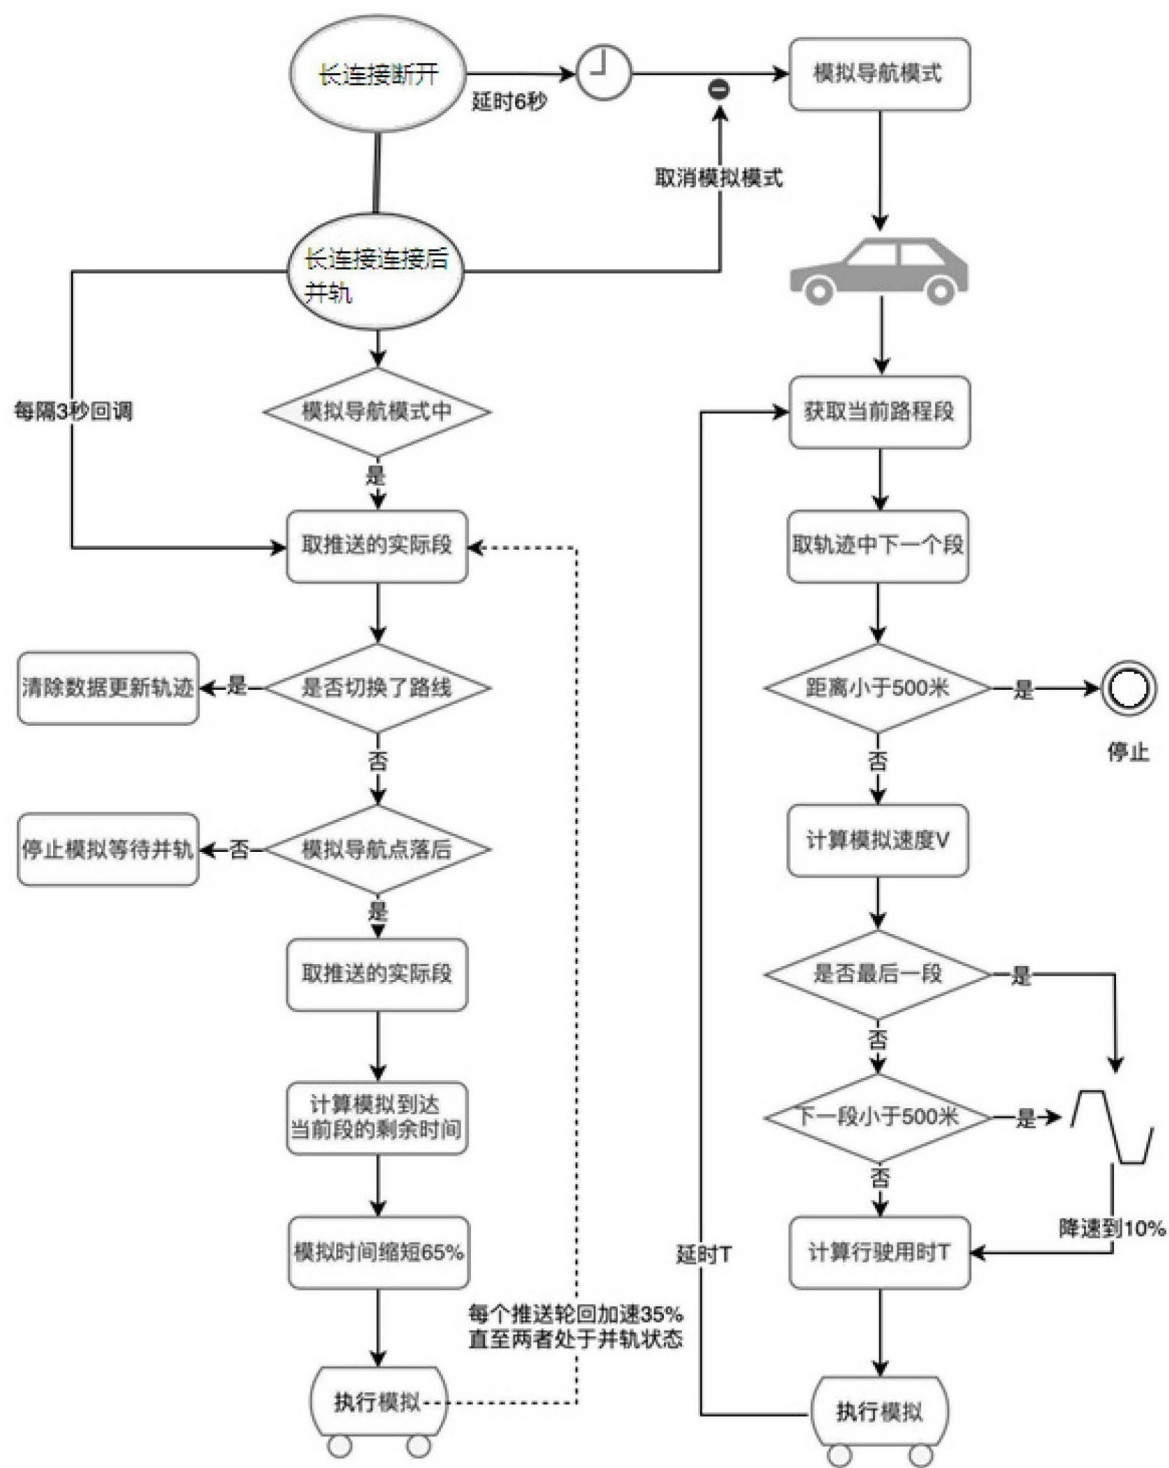 长连接断开
延时6秒
模拟导航模式
取消模拟模式
长连接连接后
并轨
每隔3秒回调
模拟导航模式中
是
取推送的实际段
是否切换了路线
是
清除数据更新轨迹
否
模拟导航点落后
否
停止模拟等待并轨
是
取推送的实际段
计算模拟到达
当前段的剩余时间
模拟时间缩短65%
每个推送轮回加速35%
直至两者处于并轨状态
执行模拟
获取当前路程段
取轨迹中下一个段
距离小于500米
是
停止
否
计算模拟速度V
是否最后一段
是
否
下一段小于500米
是
否
降速到10%
计算行驶用时T
延时T
执行模拟